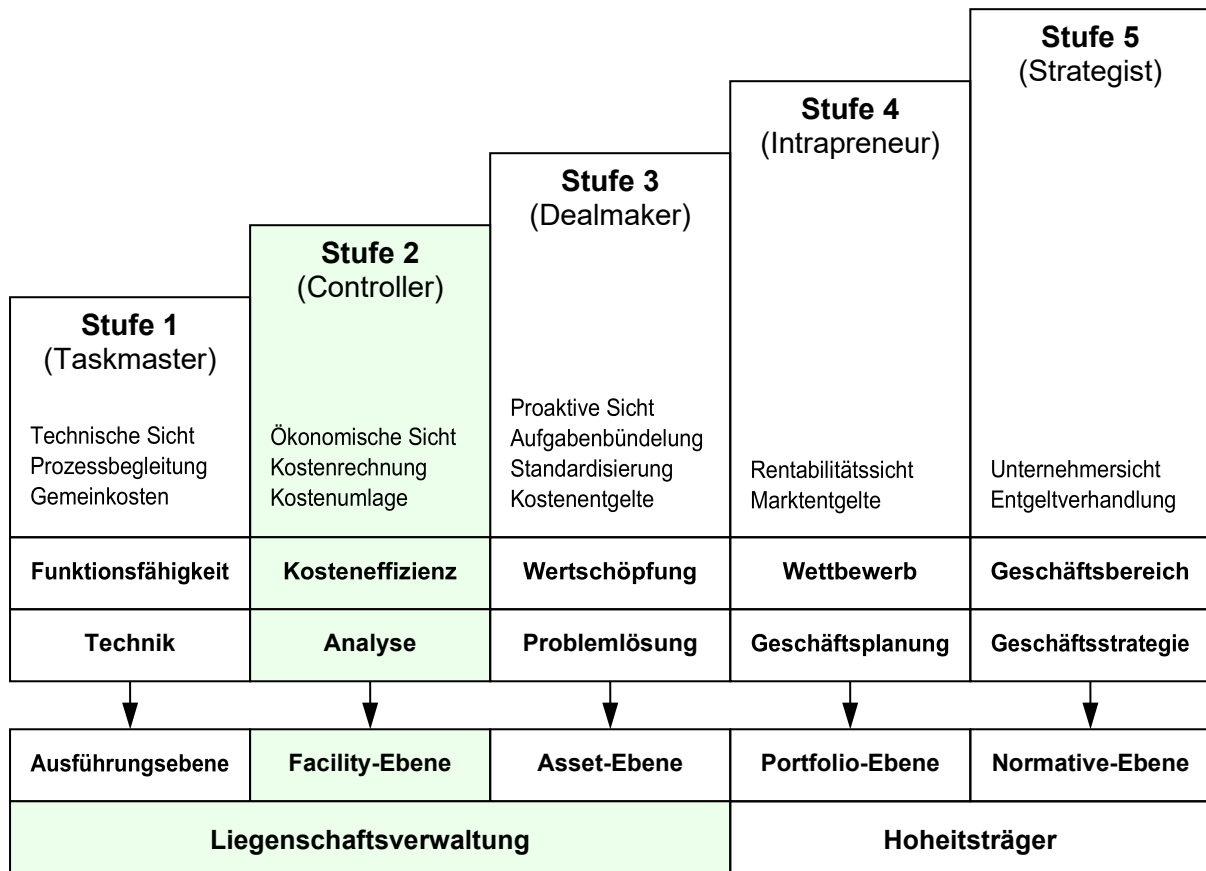 Stufe 1
(Taskmaster)
Technische Sicht
Prozessbegleitung
Gemeinkosten
Funktionsfähigkeit
Technik
Ausführungsebene
Stufe 2
(Controller)
Ökonomische Sicht
Kostenrechnung
Kostenumlage
Kosteneffizienz
Analyse
Facility-Ebene
Stufe 3
(Dealmaker)
Proaktive Sicht
Aufgabenbündelung
Standardisierung
Kostenentgelte
Wertschöpfung
Problemlösung
Asset-Ebene
Stufe 4
(Intrapreneur)
Rentabilitätssicht
Marktentgelte
Wettbewerb
Geschäftsplanung
Portfolio-Ebene
Stufe 5
(Strategist)
Unternehmersicht
Entgeltverhandlung
Geschäftsbereich
Geschäftsstrategie
Normative-Ebene
Liegenschaftsverwaltung
Hoheitsträger